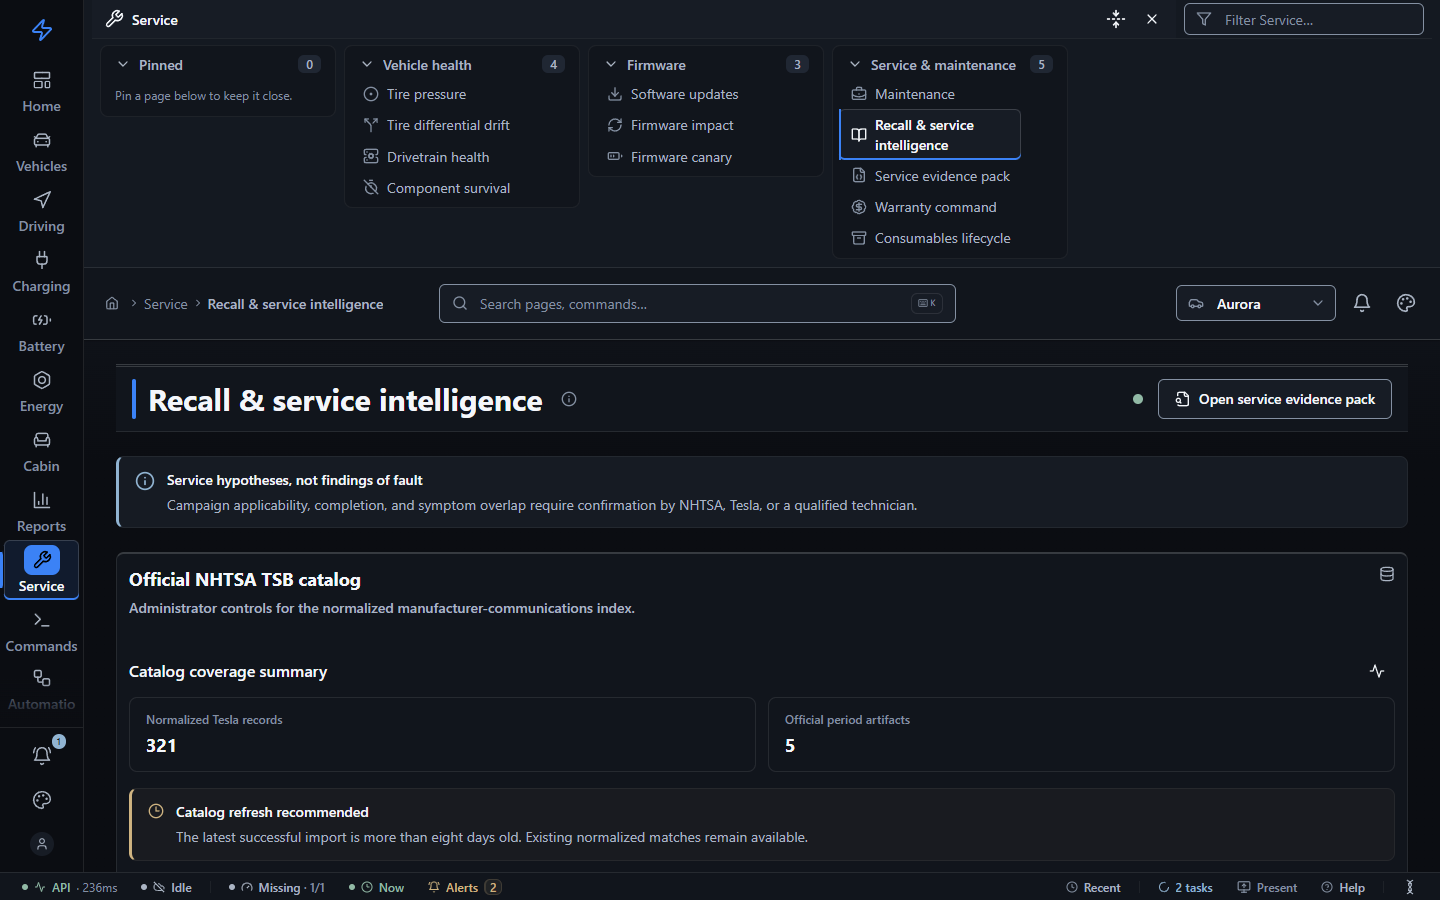 Service
Filter Service...
Pinned 0
Pin a page below to keep it close.
Vehicle health 4
Tire pressure
Tire differential drift
Drivetrain health
Component survival
Firmware 3
Software updates
Firmware impact
Firmware canary
Service & maintenance 5
Maintenance
Recall & service
intelligence
Service evidence pack
Warranty command
Consumables lifecycle
Home
Vehicles
Driving
Charging
Battery
Energy
Cabin
Reports
Service
Commands
Automatio
1
Service
Recall & service intelligence
Search pages, commands...
K
Aurora
Recall & service intelligence
Open service evidence pack
Service hypotheses, not findings of fault
Campaign applicability, completion, and symptom overlap require confirmation by NHTSA, Tesla, or a qualified technician.
Official NHTSA TSB catalog
Administrator controls for the normalized manufacturer-communications index.
Catalog coverage summary
Normalized Tesla records
321
Official period artifacts
5
Catalog refresh recommended
The latest successful import is more than eight days old. Existing normalized matches remain available.
API · 236ms
Idle
Missing · 1/1
Now
Alerts 2
Recent
2 tasks
Present
Help